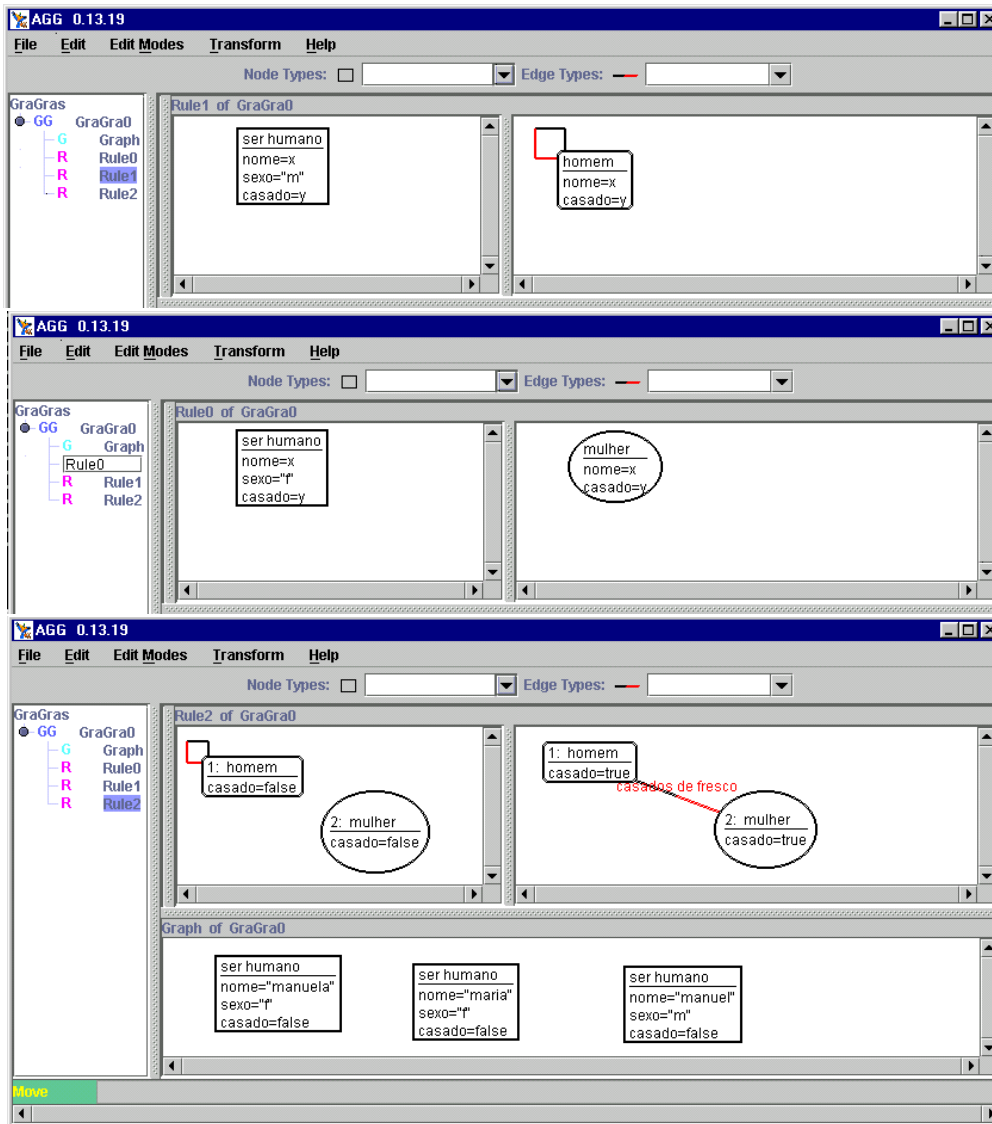 AGG 0.13.19
File Edit Edit Modes Transform Help
Node Types: Edge Types:
GraGras
GG GraGra0
G Graph
R Rule0
R Rule1
R Rule2
Rule1 of GraGra0
ser humano
nome=x
sexo="m"
casado=y
homem
nome=x
casado=y
AGG 0.13.19
File Edit Edit Modes Transform Help
Node Types: Edge Types:
GraGras
GG GraGra0
G Graph
Rule0
R Rule1
R Rule2
Rule0 of GraGra0
ser humano
nome=x
sexo="f"
casado=y
mulher
nome=x
casado=y
AGG 0.13.19
File Edit Edit Modes Transform Help
Node Types: Edge Types:
GraGras
GG GraGra0
G Graph
R Rule0
R Rule1
R Rule2
Rule2 of GraGra0
1: homem
casado=false
2: mulher
casado=false
1: homem
casado=true
casados de fresco
2: mulher
casado=true
Graph of GraGra0
ser humano
nome="manuela"
sexo="f"
casado=false
ser humano
nome="maria"
sexo="f"
casado=false
ser humano
nome="manuel"
sexo="m"
casado=false
Move